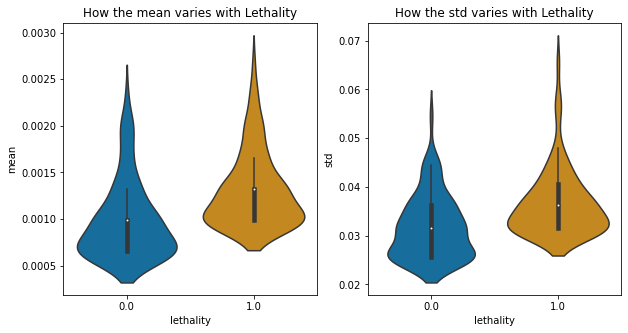 How the mean varies with Lethality
mean
0.0030
0.0025
0.0020
0.0015
0.0010
0.0005
0.0
1.0
lethality
How the std varies with Lethality
std
0.07
0.06
0.05
0.04
0.03
0.02
0.0
1.0
lethality